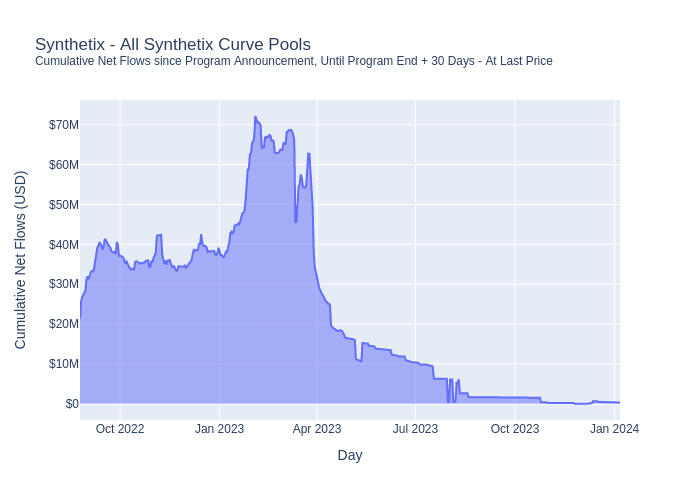 Synthetix - All Synthetix Curve Pools
Cumulative Net Flows since Program Announcement, Until Program End + 30 Days - At Last Price
Cumulative Net Flows (USD)
$70M
$60M
$50M
$40M
$30M
$20M
$10M
$0
Oct 2022 Jan 2023 Apr 2023 Jul 2023 Oct 2023 Jan 2024
Day